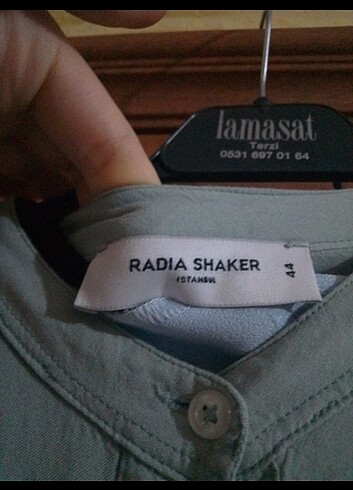 lamasat
Terzi
0531 697 01 64
RADIA SHAKER
ISTANBUL
44